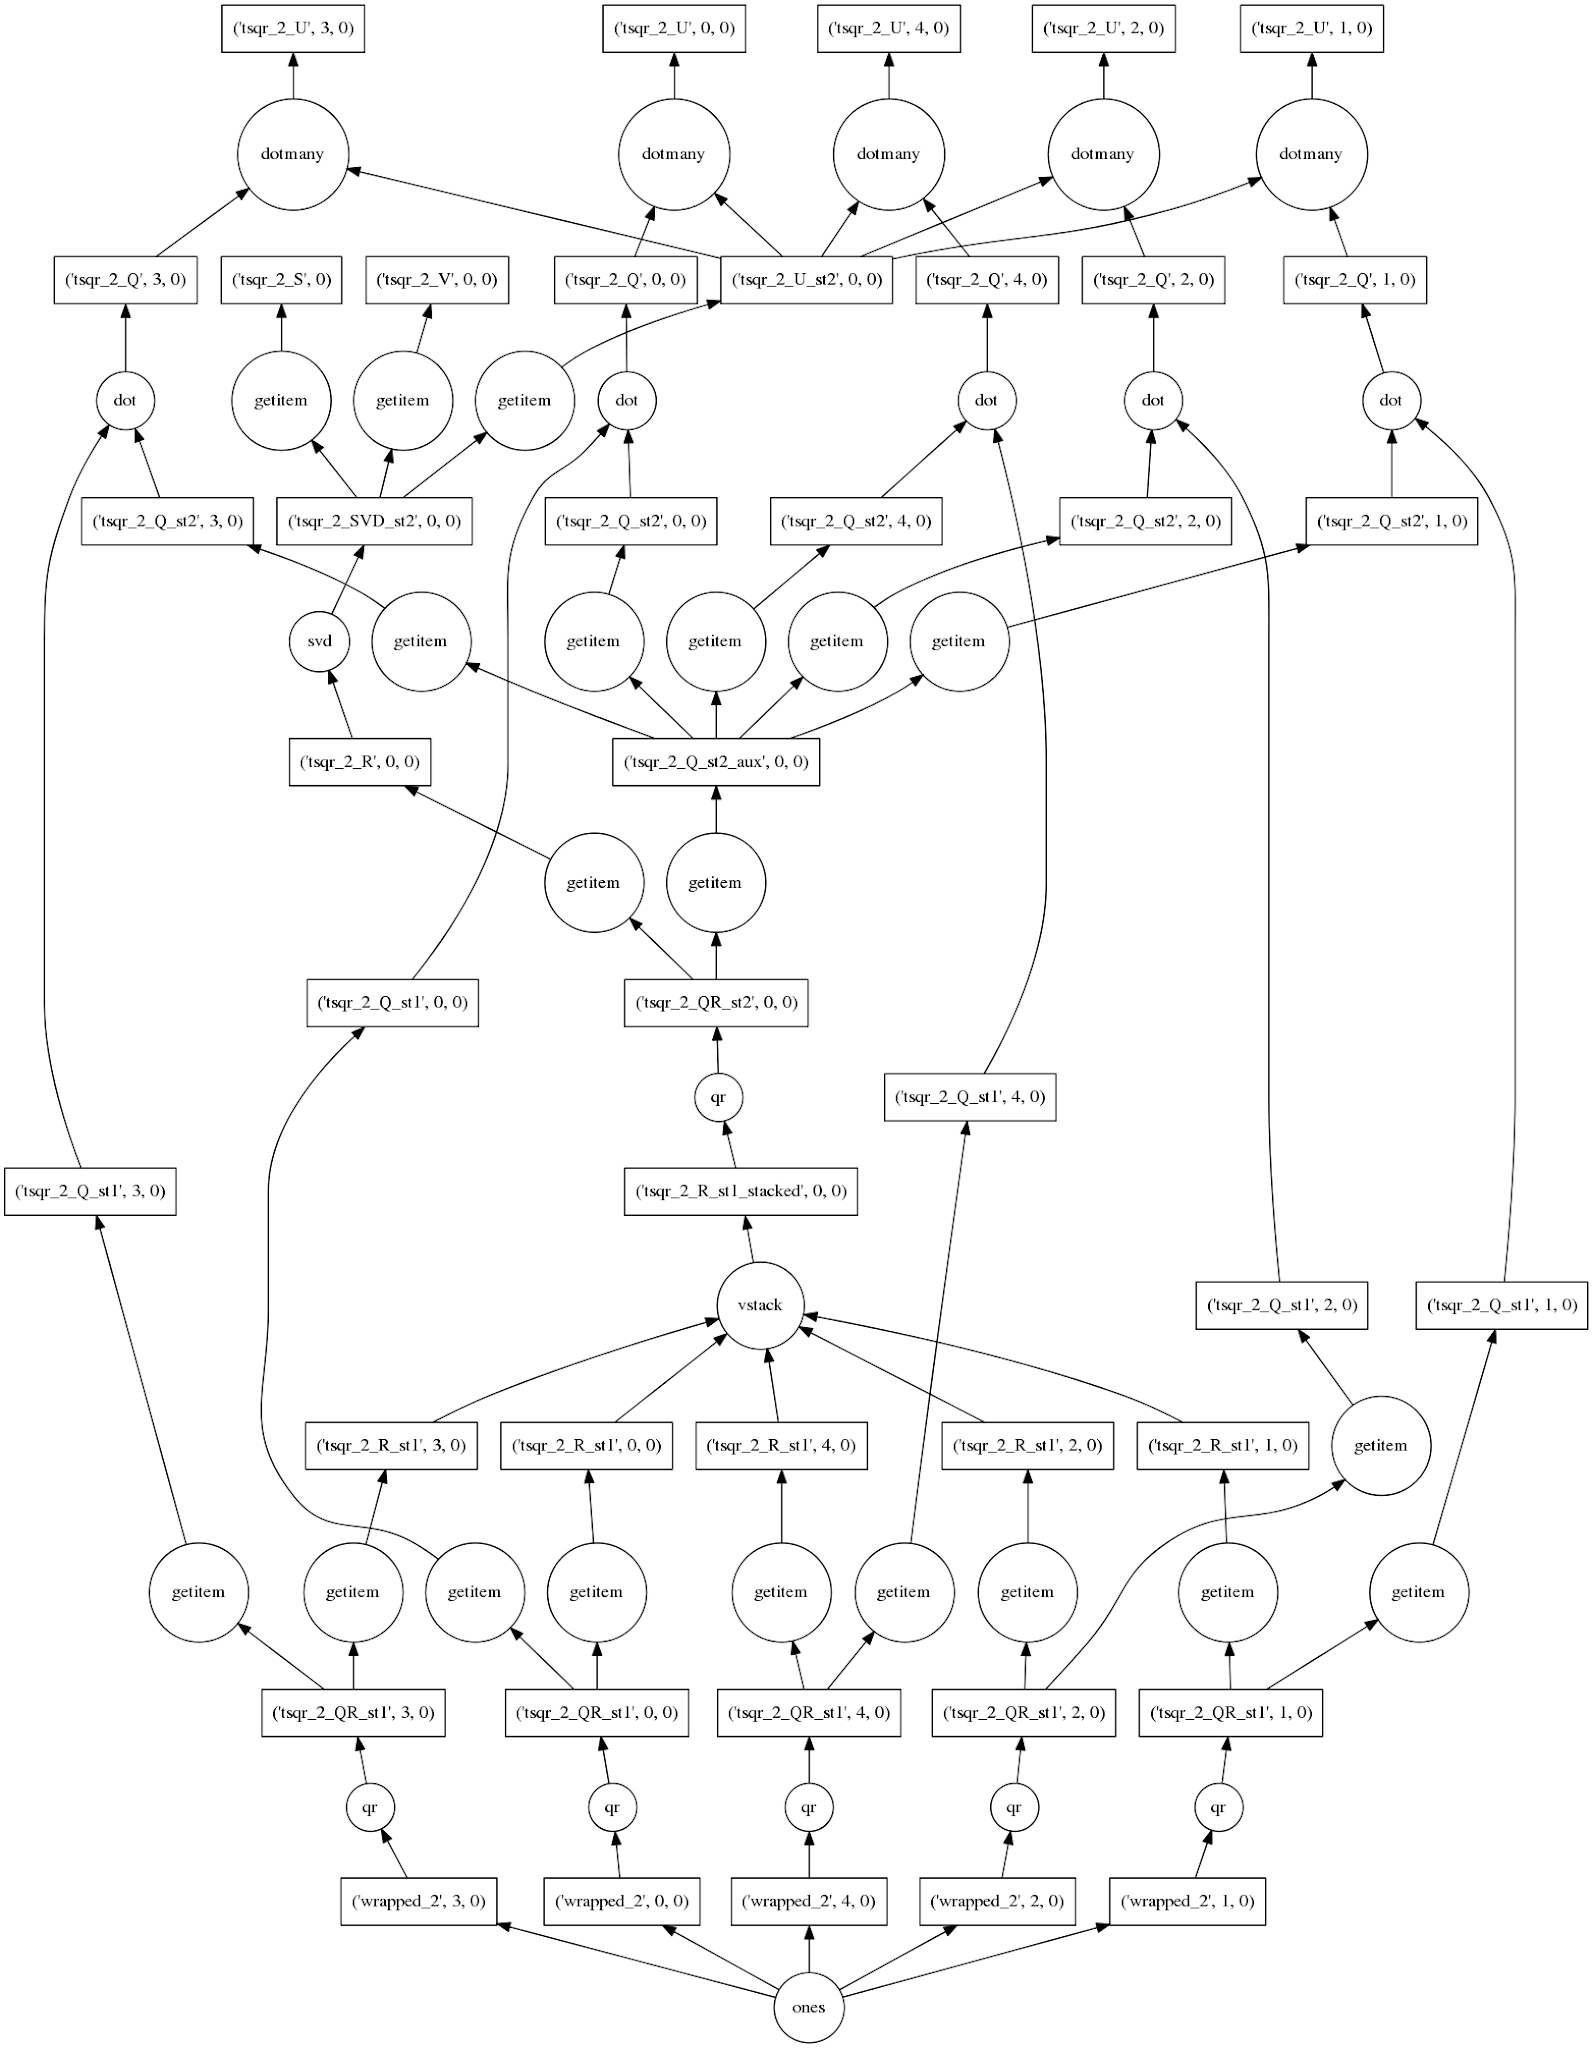 ('tsqr_2_U', 3, 0)
('tsqr_2_U', 0, 0)
('tsqr_2_U', 4, 0)
('tsqr_2_U', 2, 0)
('tsqr_2_U', 1, 0)
dotmany
dotmany
dotmany
dotmany
dotmany
('tsqr_2_Q', 3, 0)
('tsqr_2_S', 0)
('tsqr_2_V', 0, 0)
('tsqr_2_Q', 0, 0)
('tsqr_2_U_st2', 0, 0)
('tsqr_2_Q', 4, 0)
('tsqr_2_Q', 2, 0)
('tsqr_2_Q', 1, 0)
dot
getitem
getitem
getitem
dot
dot
dot
dot
('tsqr_2_Q_st2', 3, 0)
('tsqr_2_SVD_st2', 0, 0)
('tsqr_2_Q_st2', 0, 0)
('tsqr_2_Q_st2', 4, 0)
('tsqr_2_Q_st2', 2, 0)
('tsqr_2_Q_st2', 1, 0)
svd
getitem
getitem
getitem
getitem
getitem
('tsqr_2_R', 0, 0)
('tsqr_2_Q_st2_aux', 0, 0)
getitem
getitem
('tsqr_2_Q_st1', 0, 0)
('tsqr_2_QR_st2', 0, 0)
qr
('tsqr_2_Q_st1', 4, 0)
('tsqr_2_Q_st1', 3, 0)
('tsqr_2_R_st1_stacked', 0, 0)
vstack
('tsqr_2_Q_st1', 2, 0)
('tsqr_2_Q_st1', 1, 0)
('tsqr_2_R_st1', 3, 0)
('tsqr_2_R_st1', 0, 0)
('tsqr_2_R_st1', 4, 0)
('tsqr_2_R_st1', 2, 0)
('tsqr_2_R_st1', 1, 0)
getitem
getitem
getitem
getitem
getitem
getitem
getitem
getitem
getitem
getitem
('tsqr_2_QR_st1', 3, 0)
('tsqr_2_QR_st1', 0, 0)
('tsqr_2_QR_st1', 4, 0)
('tsqr_2_QR_st1', 2, 0)
('tsqr_2_QR_st1', 1, 0)
qr
qr
qr
qr
qr
('wrapped_2', 3, 0)
('wrapped_2', 0, 0)
('wrapped_2', 4, 0)
('wrapped_2', 2, 0)
('wrapped_2', 1, 0)
ones